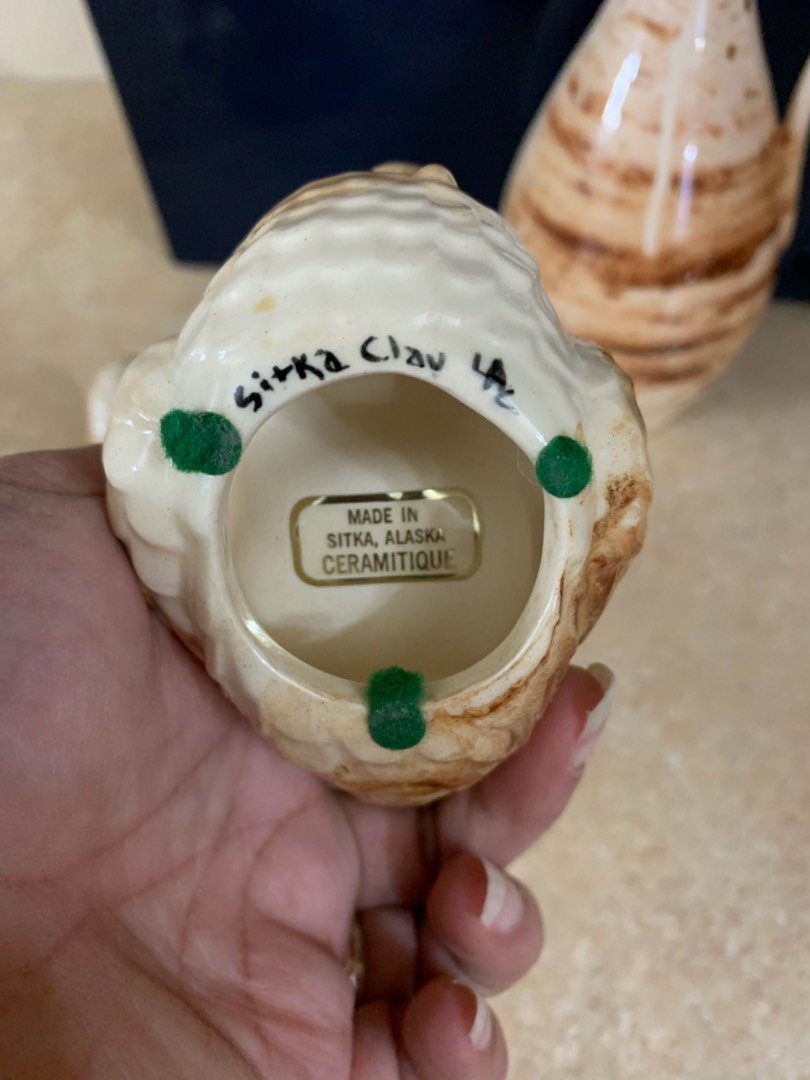 Sitka Clay
MADE IN
SITKA, ALASKA
CERAMITIQUE